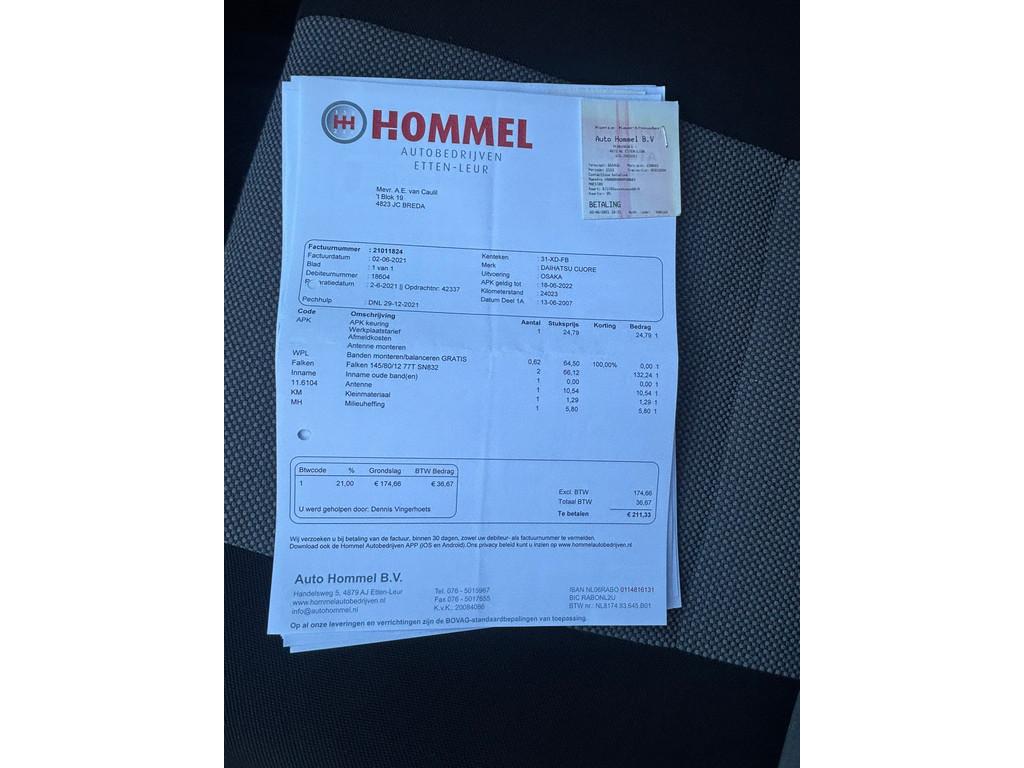 HOMMEL
AUTOBEDRIJVEN
ETTEN-LEUR
Auto Hommel B.V
BETALING
Mevr. A.E. van Caulil
't Blok 19
4823 JC BREDA
Factuurnummer : 21011824
Factuurdatum : 02-06-2021
Blad : 1 van 1
Debiteurnummer : 18604
: 2-6-2021 || Opdrachtnr: 42337
Pechhulp : DNL 29-12-2021
Kenteken : 31-XD-FB
Merk : DAIHATSU CUORE
Uitvoering : OSAKA
APK geldig tot : 18-06-2022
Kilometerstand : 24023
Datum Deel 1A : 13-06-2007
Code Omschrijving Aantal Stuksprijs Korting Bedrag
APK APK keuring 1 24,79 24,79 1
Werkplaatstarief
Afmeldkosten
Antenne monteren
WPL Banden monteren/balanceren GRATIS 0,62 64,50 100,00% 0,00 1
Falken Falken 145/80/12 77T SN832 2 66,12 132,24 1
Inname Inname oude band(en) 1 0,00 0,00 1
11.6104 Antenne 1 10,54 10,54 1
KM Kleinmateriaal 1 1,29 1,29 1
MH Milieuheffing 1 5,80 5,80 1
Btwcode % Grondslag BTW Bedrag
1 21,00 € 174,66 € 36,67
U werd geholpen door: Dennis Vingerhoets
Excl. BTW 174,66
Totaal BTW 36,67
Te betalen € 211,33
Wij verzoeken u bij betaling van de factuur, binnen 30 dagen, zowel uw debiteur- als factuurnummer te vermelden.
Download ook de Hommel Autobedrijven APP (iOS en Android).Ons privacy beleid kunt u inzien op www.hommelautobedrijven.nl
Auto Hommel B.V.
Handelsweg 5, 4879 AJ Etten-Leur
www.hommelautobedrijven.nl
info@autohommel.nl
Tel. 076 - 5015967
Fax 076 - 5017655
K.v.K. 20084086
IBAN NL06RABO 0114816131
BIC RABONL2U
BTW nr.: NL8174.93.645.B01
Op al onze leveringen en verrichtingen zijn de BOVAG-standaardbepalingen van toepassing.